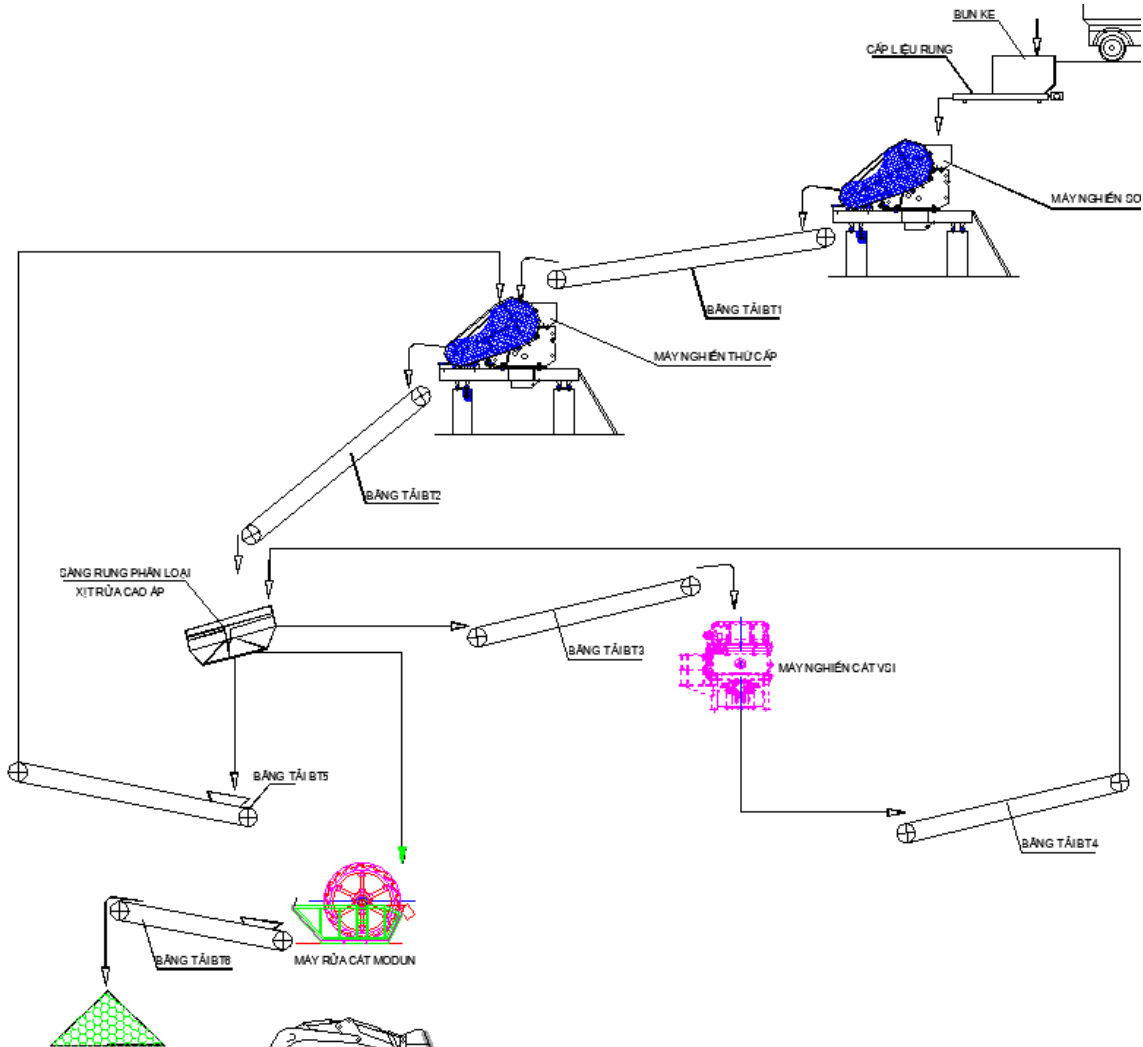 BUN KE
CẤP LIỆU RUNG
MÁY NGHIỀN SƠ
BĂNG TẢI BT1
MÁY NGHIỀN THỨ CẤP
BĂNG TẢI BT2
SÀNG RUNG PHÂN LOẠI
XỊT RỬA CAO ÁP
BĂNG TẢI BT3
MÁY NGHIỀN CÁT VSI
BĂNG TẢI BT5
BĂNG TẢI BT4
BĂNG TẢI BT6
MÁY RỬA CÁT MODUN